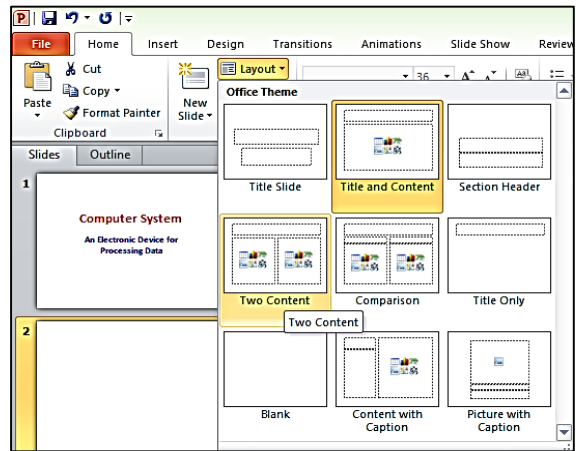 P
File Home Insert Design Transitions Animations Slide Show Review
Cut
Copy
Format Painter
Paste
Clipboard
New
Slide
Layout
36
Office Theme
Title Slide Title and Content Section Header
Two Content Comparison Title Only
Two Content
Blank Content with Caption Picture with Caption
Slides Outline
1
Computer System
An Electronic Device for
Processing Data
2